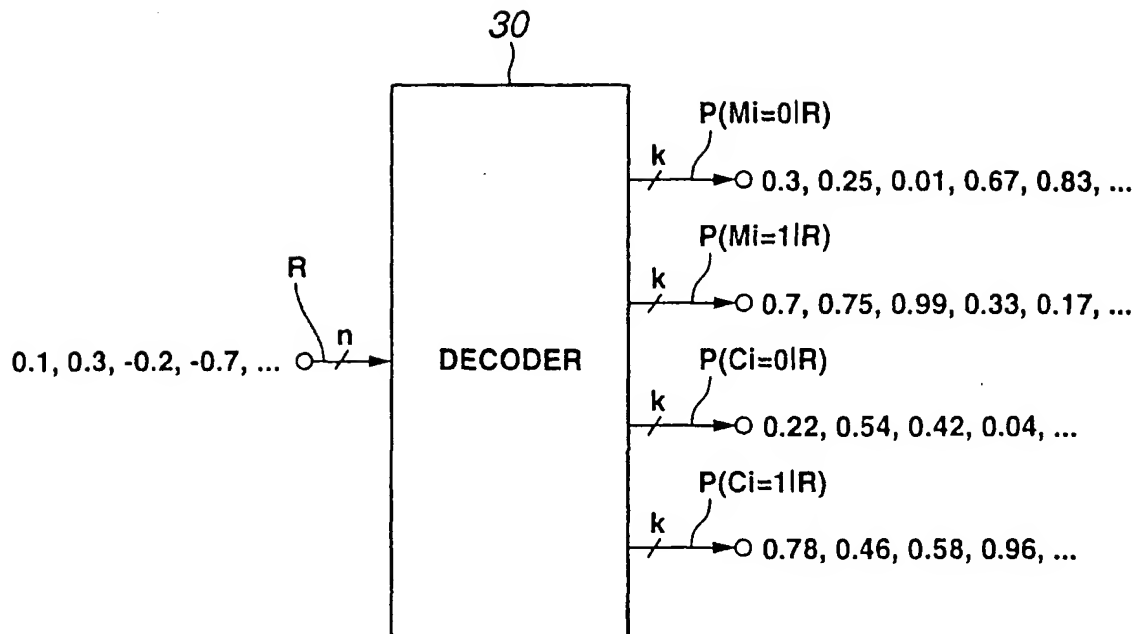 30
P(Mi=0|R)
k
0.3, 0.25, 0.01, 0.67, 0.83, ...
P(Mi=1|R)
k
0.7, 0.75, 0.99, 0.33, 0.17, ...
R
n
0.1, 0.3, -0.2, -0.7, ...
DECODER
P(Ci=0|R)
k
0.22, 0.54, 0.42, 0.04, ...
P(Ci=1|R)
k
0.78, 0.46, 0.58, 0.96, ...